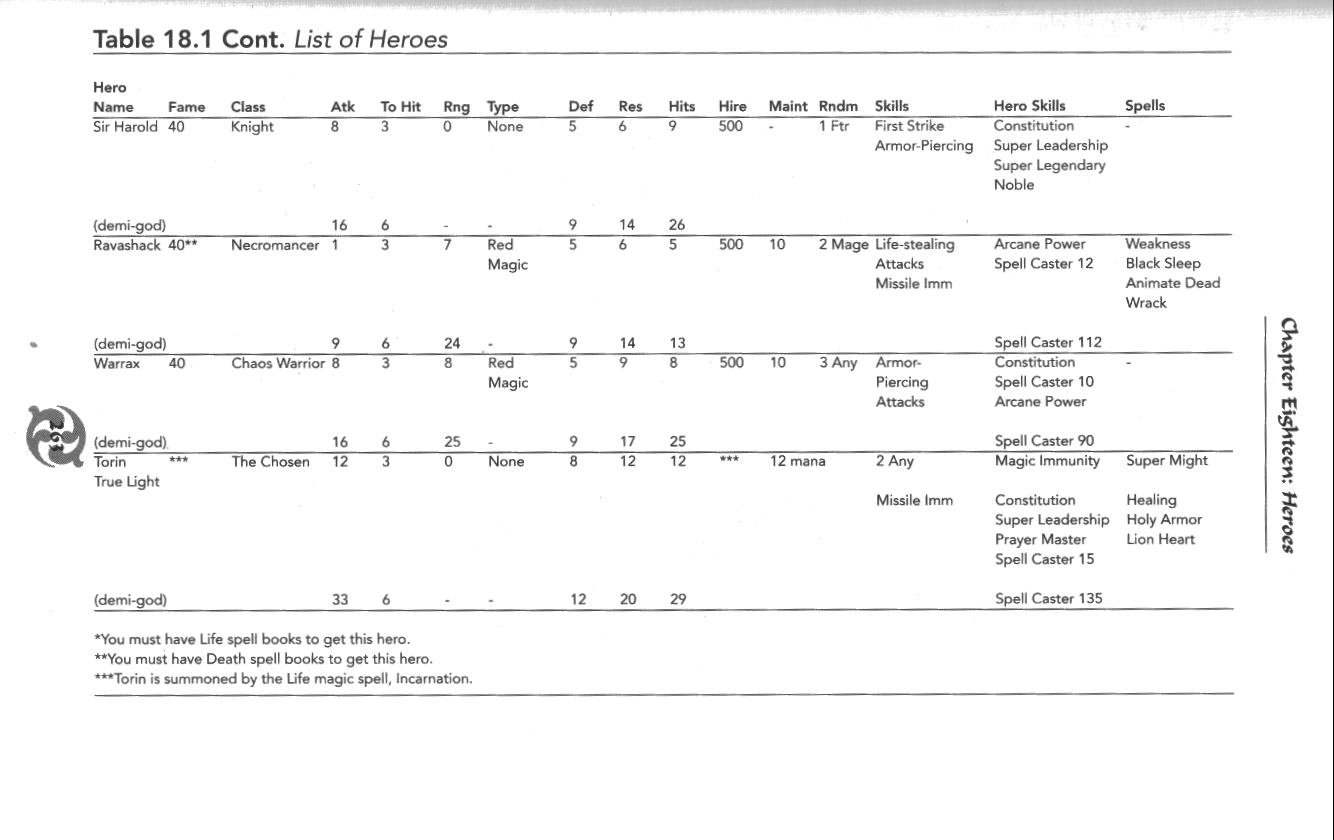 Table 18.1 Cont. List of Heroes
Hero
Name Fame Class Atk To Hit Rng Type Def Res Hits Hire Maint Rndm Skills Hero Skills Spells
Sir Harold 40 Knight 8 3 0 None 5 6 9 500 - 1 Ftr First Strike Constitution -
Armor-Piercing Super Leadership
Super Legendary
Noble
(demi-god) 16 6 - - 9 14 26
Ravashack 40** Necromancer 1 3 7 Red 5 6 5 500 10 2 Mage Life-stealing Arcane Power Weakness
Magic Attacks Spell Caster 12 Black Sleep
Missile Imm Animate Dead
Wrack
(demi-god) 9 6 24 - 9 14 13 Spell Caster 112
Warrax 40 Chaos Warrior 8 3 8 Red 5 9 8 500 10 3 Any Armor- Constitution -
Magic Piercing Spell Caster 10
Attacks Arcane Power
(demi-god) 16 6 25 - 9 17 25 Spell Caster 90
Torin *** The Chosen 12 3 0 None 8 12 12 *** 12 mana 2 Any Magic Immunity Super Might
True Light
Missile Imm Constitution Healing
Super Leadership Holy Armor
Prayer Master Lion Heart
Spell Caster 15
(demi-god) 33 6 - - 12 20 29 Spell Caster 135
*You must have Life spell books to get this hero.
**You must have Death spell books to get this hero.
***Torin is summoned by the Life magic spell, Incarnation.
Chapter Eighteen: Heroes
263